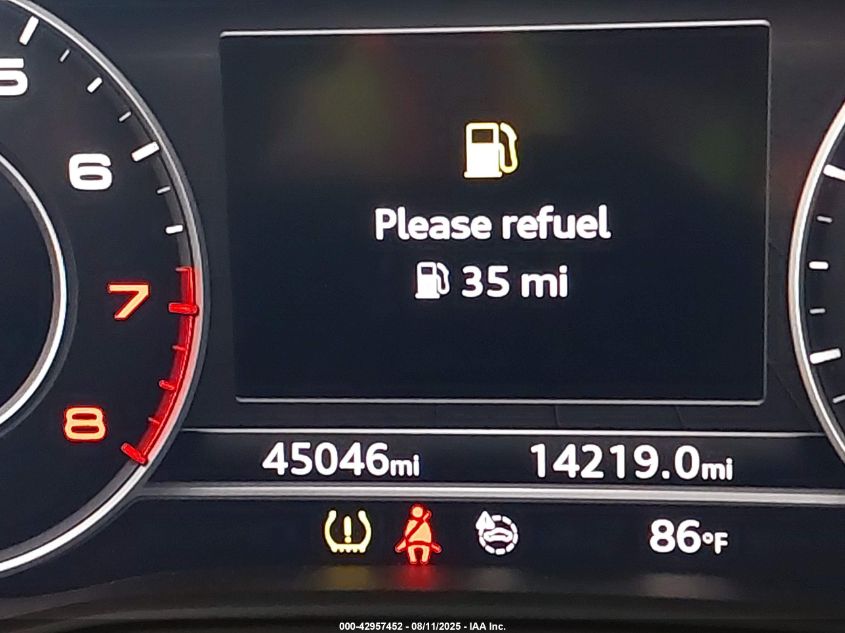 5
6
7
8
Please refuel
35 mi
45046mi 14219.0mi
86°F
000-42957452 - 08/11/2025 - IAA Inc.